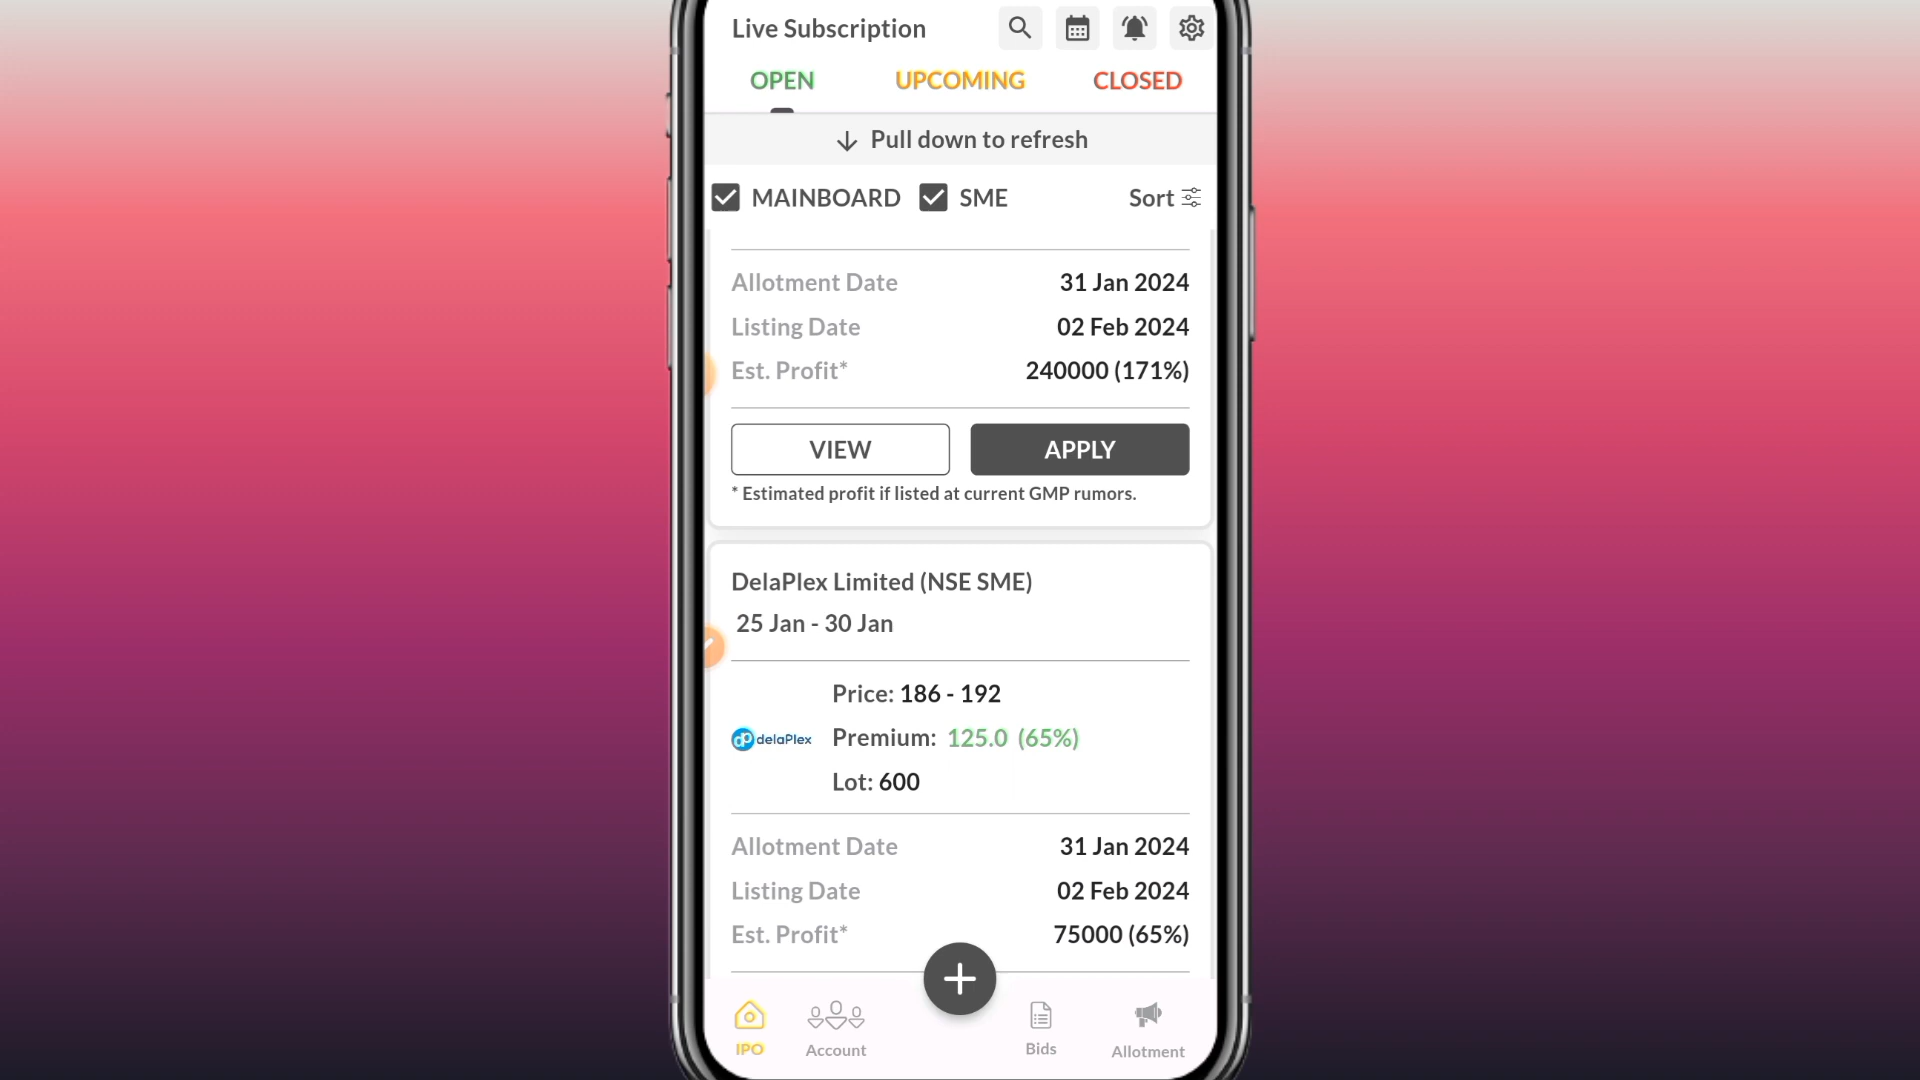 Live Subscription
OPEN UPCOMING CLOSED
Pull down to refresh
MAINBOARD SME Sort
Allotment Date 31 Jan 2024
Listing Date 02 Feb 2024
Est. Profit* 240000 (171%)
VIEW APPLY
* Estimated profit if listed at current GMP rumors.
DelaPlex Limited (NSE SME)
25 Jan - 30 Jan
Price: 186 - 192
dp delaPlex Premium: 125.0 (65%)
Lot: 600
Allotment Date 31 Jan 2024
Listing Date 02 Feb 2024
Est. Profit* 75000 (65%)
IPO Account Bids Allotment